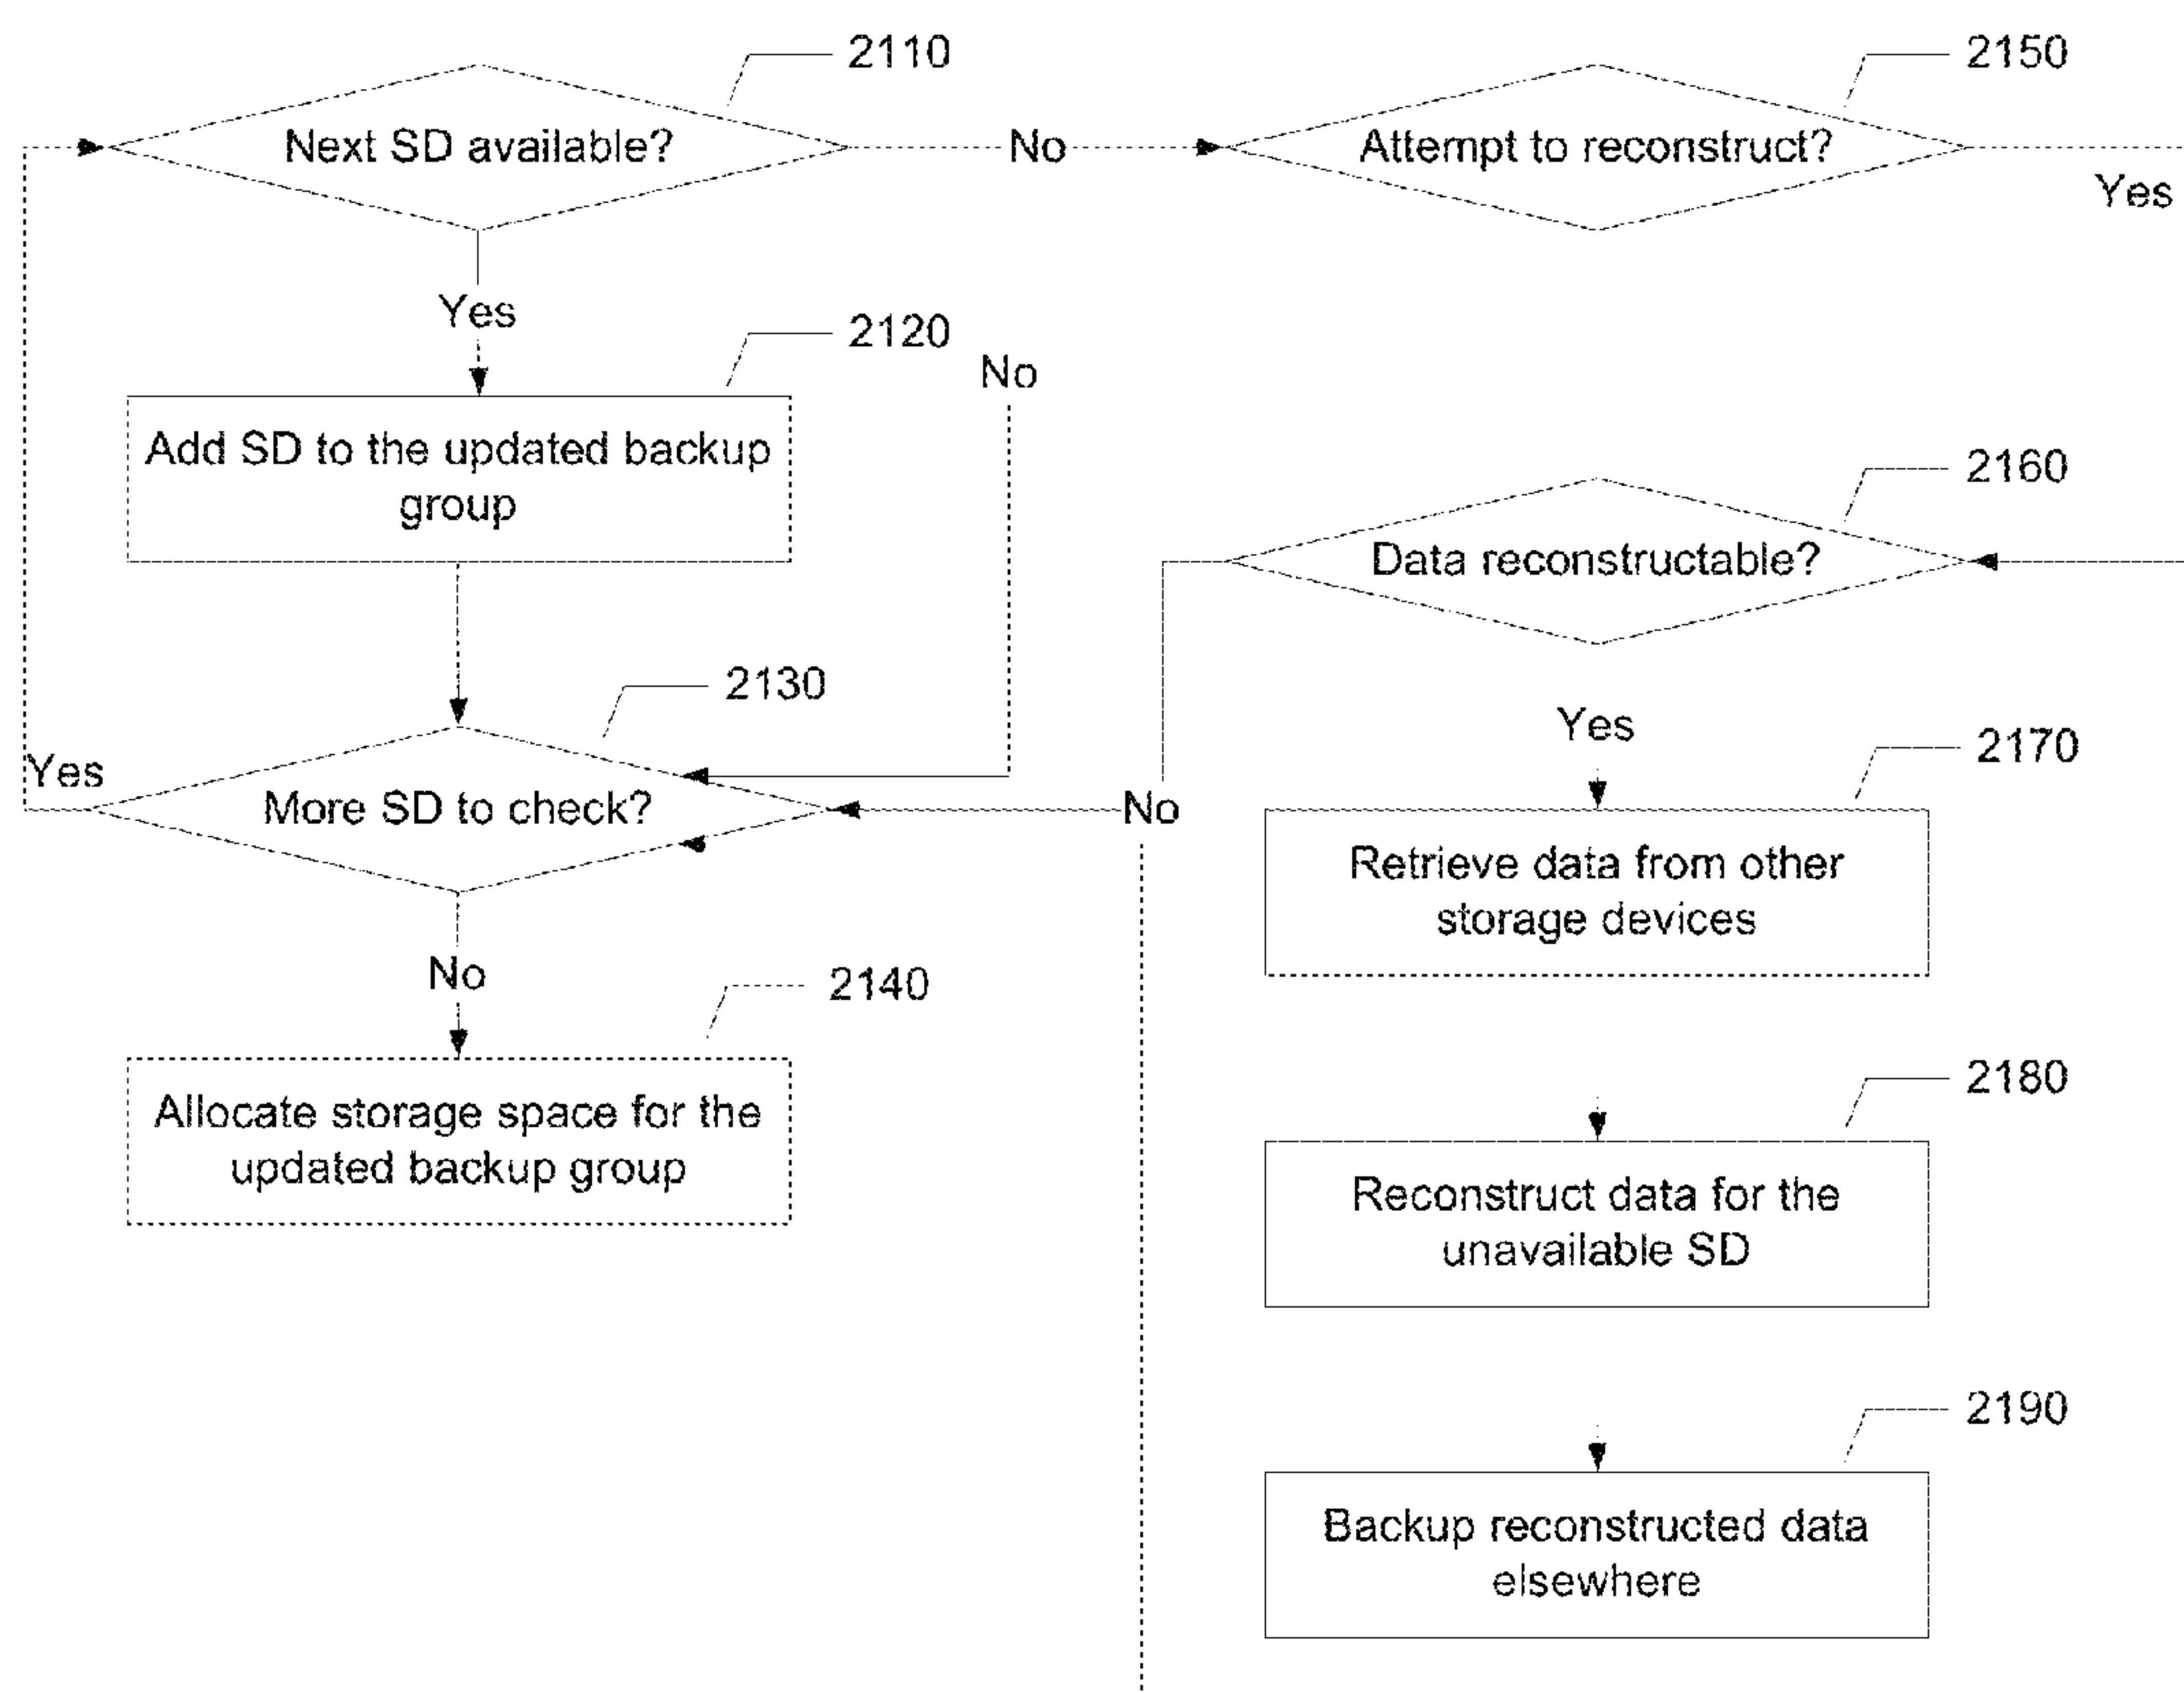 2110
Next SD available?
No
2150
Attempt to reconstruct?
Yes
Yes
2120
Add SD to the updated backup
group
No
2160
Data reconstructable?
2130
More SD to check?
Yes
No
Yes
2170
Retrieve data from other
storage devices
No
2140
Allocate storage space for the
updated backup group
2180
Reconstruct data for the
unavailable SD
2190
Backup reconstructed data
elsewhere